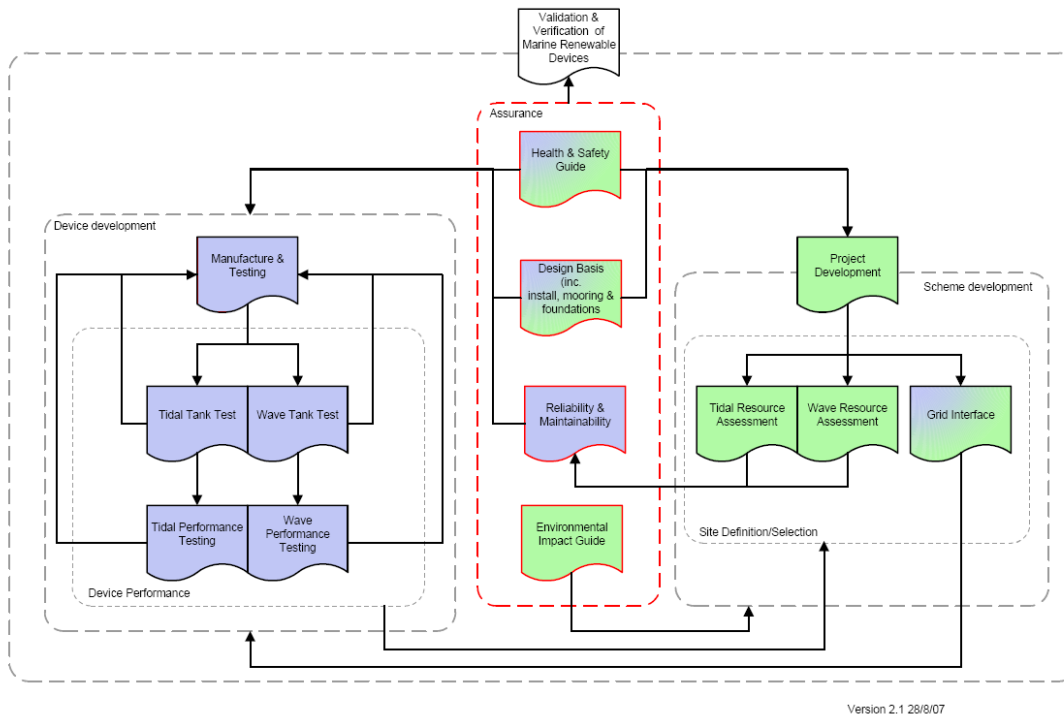 Validation &
Verification of
Marine Renewable
Devices
Assurance
Health & Safety
Guide
Device development
Manufacture &
Testing
Design Basis
(inc.
install, mooring &
foundations
Project
Development
Scheme development
Tidal Tank Test
Wave Tank Test
Reliability &
Maintainability
Tidal Resource
Assessment
Wave Resource
Assessment
Grid Interface
Tidal Performance
Testing
Wave
Performance
Testing
Environmental
Impact Guide
Site Definition/Selection
Device Performance
Version 2.1 28/8/07